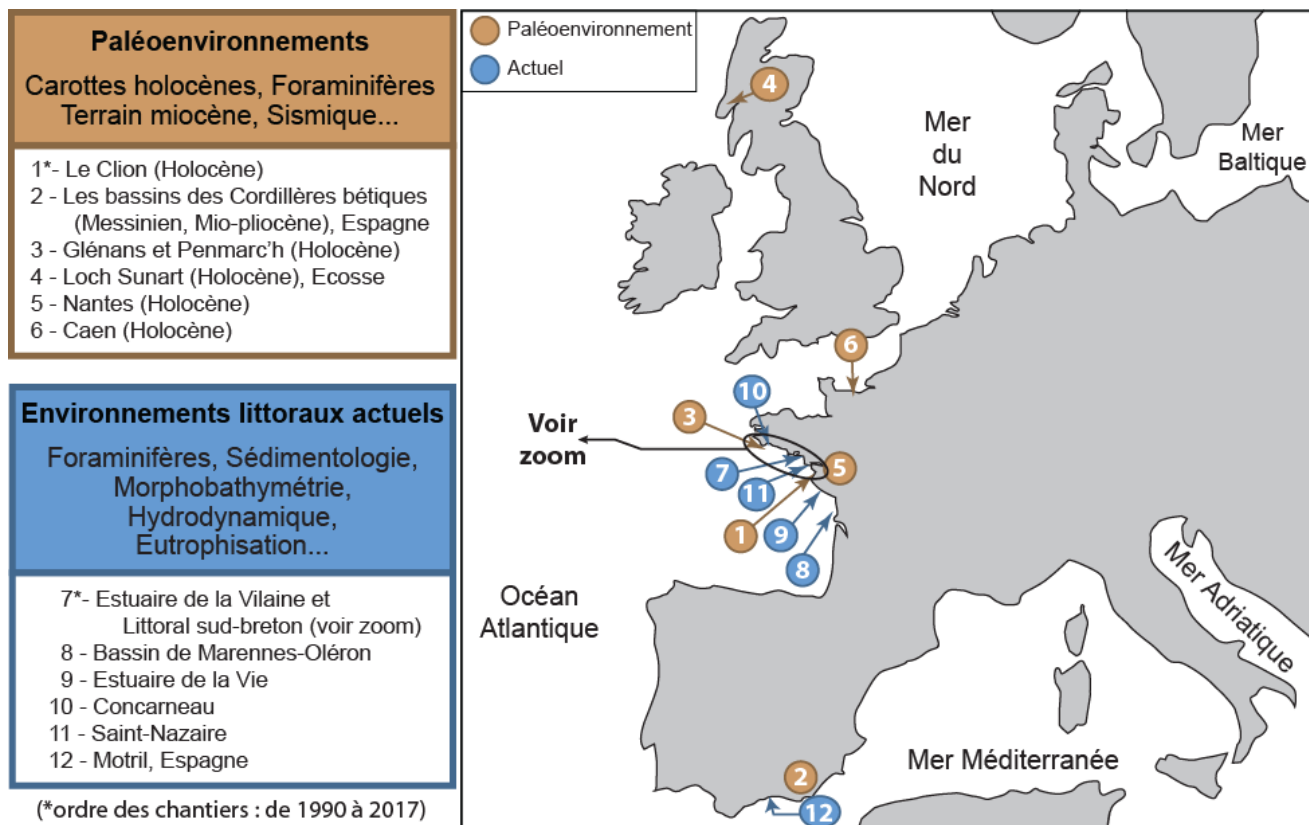 Paléoenvironnements
Carottes holocènes, Foraminifères
Terrain miocène, Sismique...
1*- Le Clion (Holocène)
2 - Les bassins des Cordillères bétiques
(Messinien, Mio-pliocène), Espagne
3 - Glénans et Penmarc'h (Holocène)
4 - Loch Sunart (Holocène), Ecosse
5 - Nantes (Holocène)
6 - Caen (Holocène)
Environnements littoraux actuels
Foraminifères, Sédimentologie,
Morphobathymétrie,
Hydrodynamique,
Eutrophisation...
7*- Estuaire de la Vilaine et
Littoral sud-breton (voir zoom)
8 - Bassin de Marennes-Oléron
9 - Estuaire de la Vie
10 - Concarneau
11 - Saint-Nazaire
12 - Motril, Espagne
(*ordre des chantiers : de 1990 à 2017)
Paléoenvironnement
Actuel
4
Mer
du
Nord
Mer
Baltique
6
10
3
Voir
zoom
7
11
5
1
9
8
Océan
Atlantique
Mer Adriatique
Mer Méditerranée
2
12